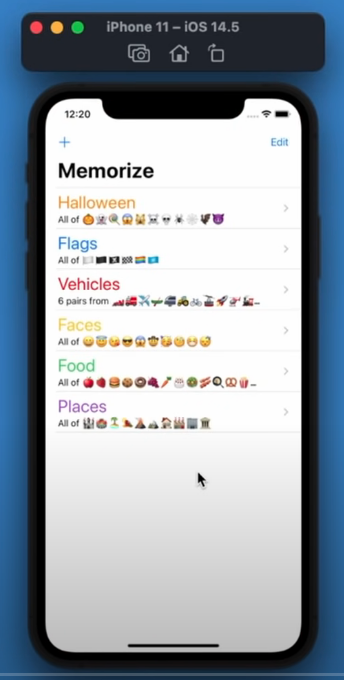 iPhone 11 – iOS 14.5
12:20
+ Edit
Memorize
Halloween
All of
Flags
All of
Vehicles
6 pairs from
Faces
All of
Food
All of
Places
All of